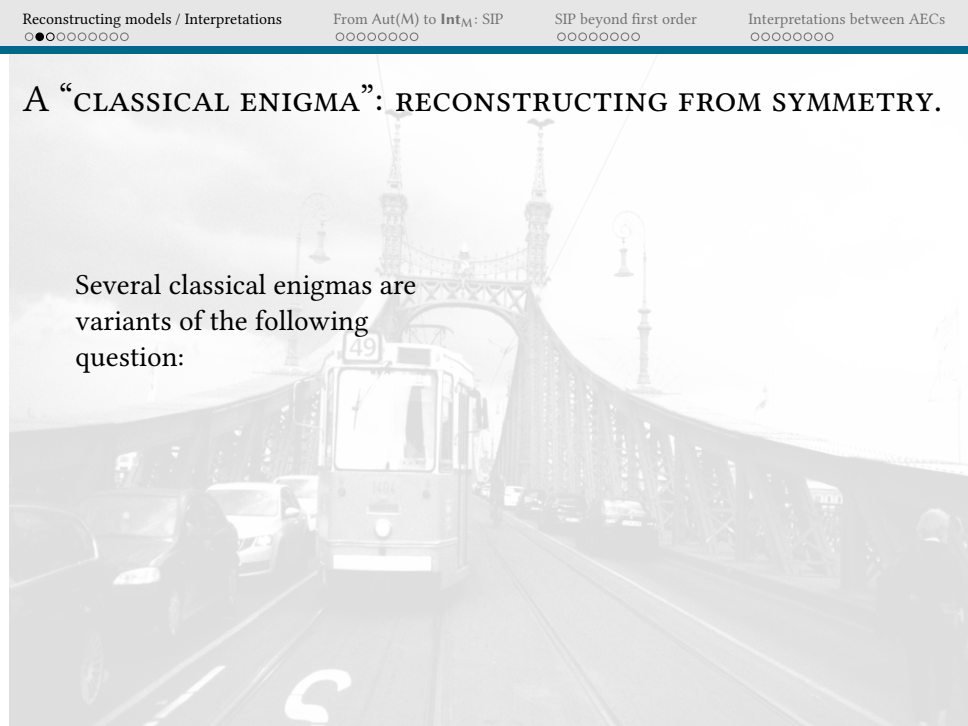 Reconstructing models / Interpretations
From Aut(M) to Int_M: SIP
SIP beyond first order
Interpretations between AECs
A “CLASSICAL ENIGMA”: RECONSTRUCTING FROM SYMMETRY.
Several classical enigmas are
variants of the following
question:
49
1484